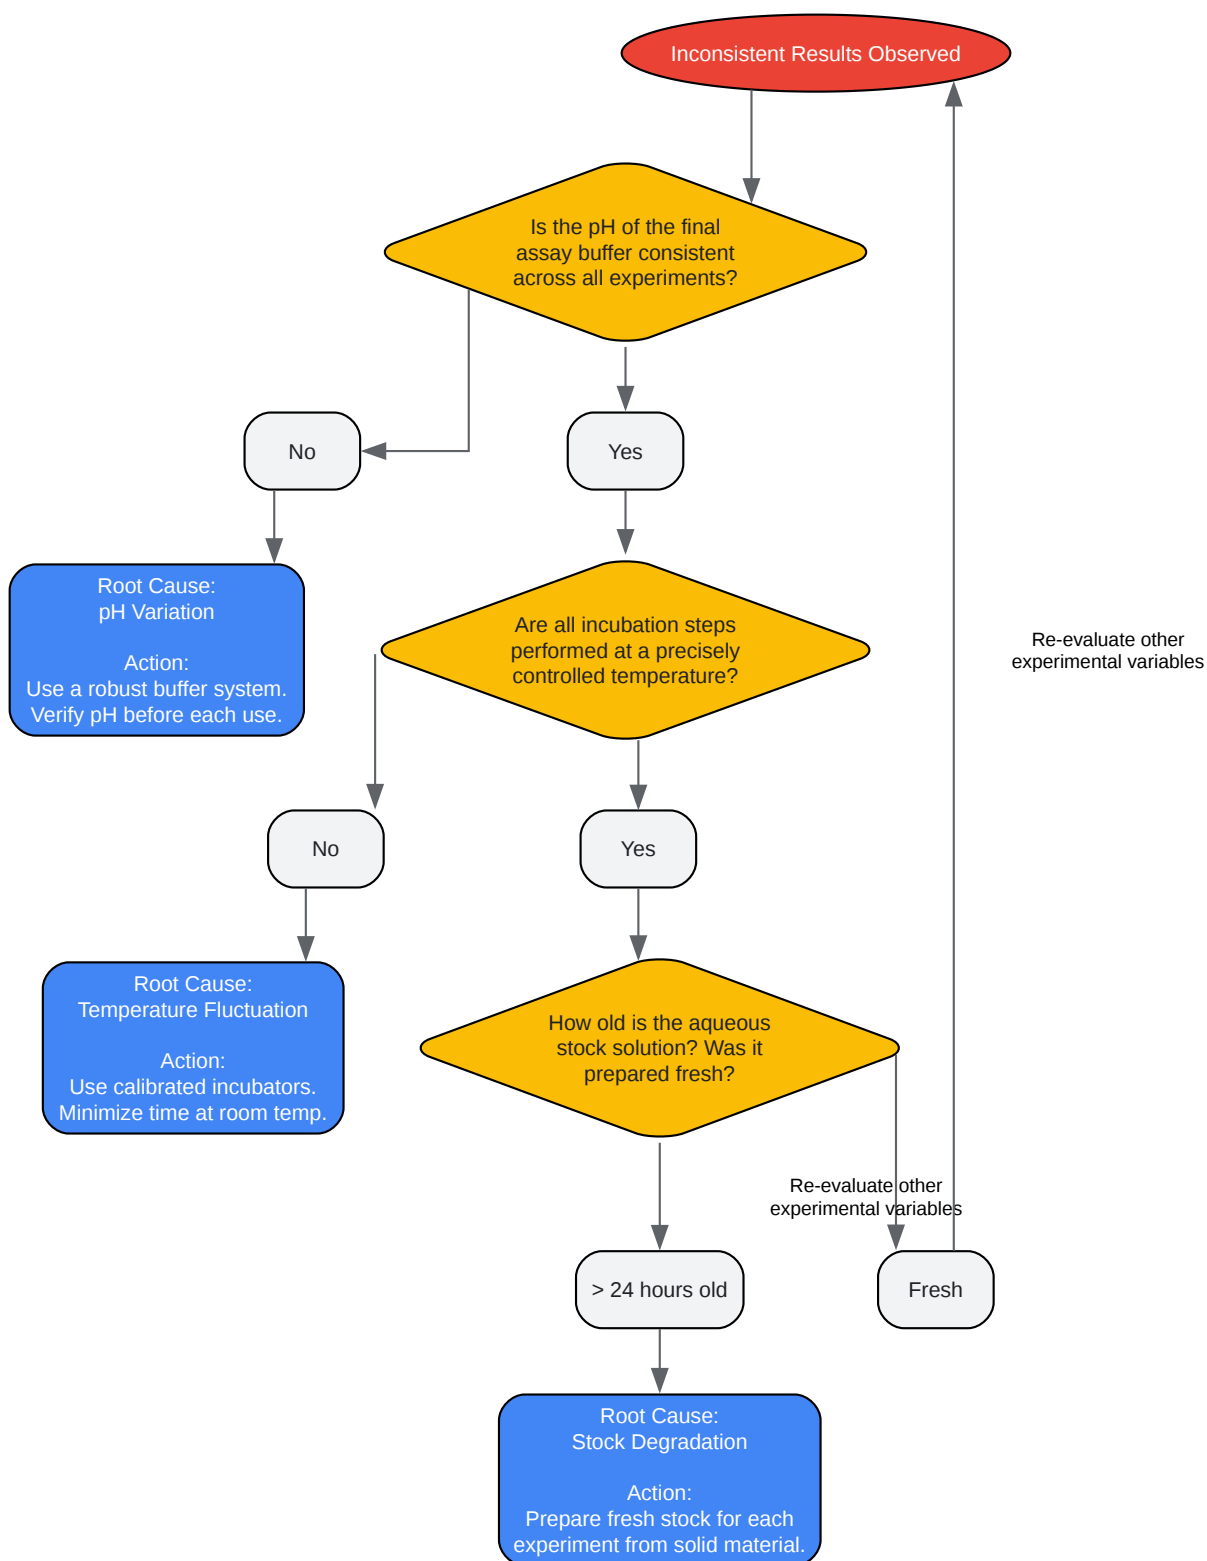 Inconsistent Results Observed
Is the pH of the final
assay buffer consistent
across all experiments?
No
Yes
Root Cause:
pH Variation
Action:
Use a robust buffer system.
Verify pH before each use.
Are all incubation steps
performed at a precisely
controlled temperature?
Re-evaluate other
experimental variables
No
Yes
Root Cause:
Temperature Fluctuation
Action:
Use calibrated incubators.
Minimize time at room temp.
How old is the aqueous
stock solution? Was it
prepared fresh?
Re-evaluate other
experimental variables
> 24 hours old
Fresh
Root Cause:
Stock Degradation
Action:
Prepare fresh stock for each
experiment from solid material.